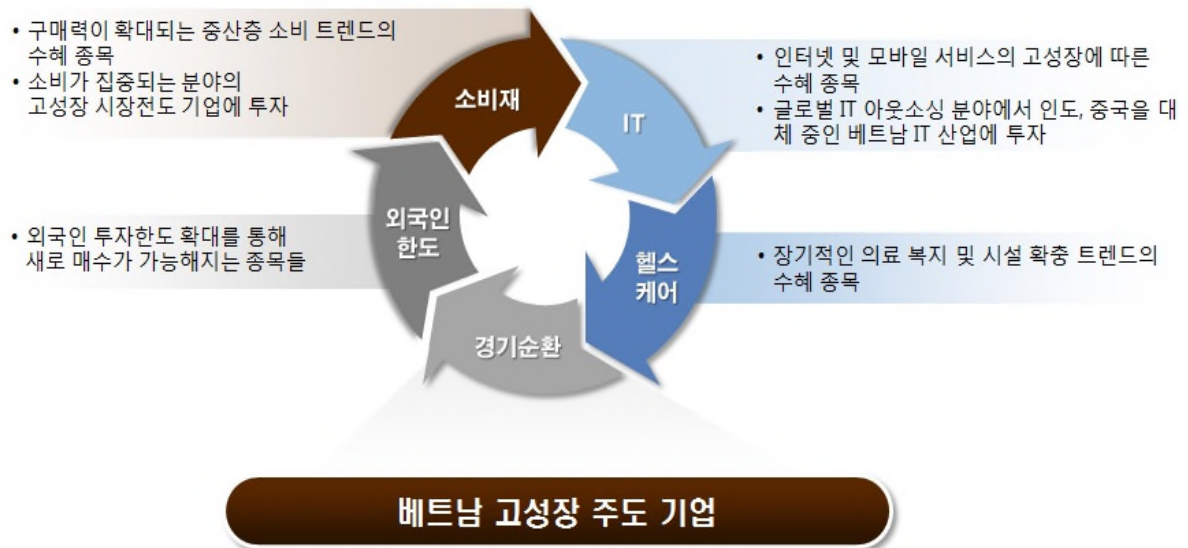 • 구매력이 확대되는 중산층 소비 트렌드의
수혜 종목
• 소비가 집중되는 분야의
고성장 시장전도 기업에 투자
소비재
IT
• 인터넷 및 모바일 서비스의 고성장에 따른
수혜 종목
• 글로벌 IT 아웃소싱 분야에서 인도, 중국을 대
체 중인 베트남 IT 산업에 투자
• 외국인 투자한도 확대를 통해
새로 매수가 가능해지는 종목들
외국인
한도
헬스
케어
• 장기적인 의료 복지 및 시설 확충 트렌드의
수혜 종목
경기순환
베트남 고성장 주도 기업